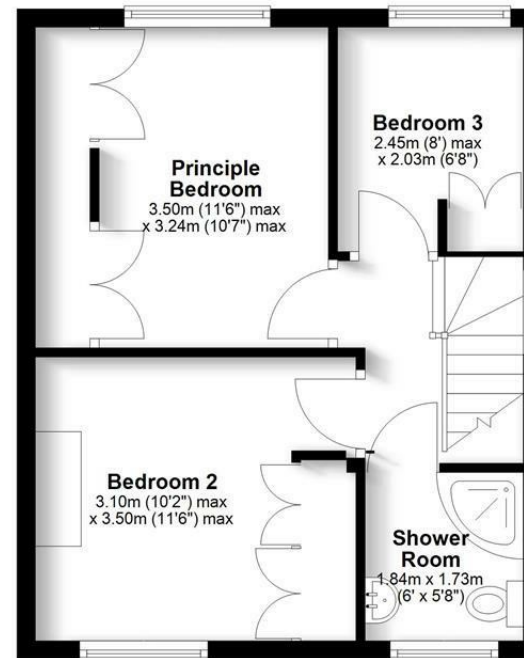 Principle
Bedroom
3.50m (11'6") max
x 3.24m (10'7") max
Bedroom 3
2.45m (8') max
x 2.03m (6'8")
Bedroom 2
3.10m (10'2") max
x 3.50m (11'6") max
Shower
Room
1.84m x 1.73m
(6' x 5'8")